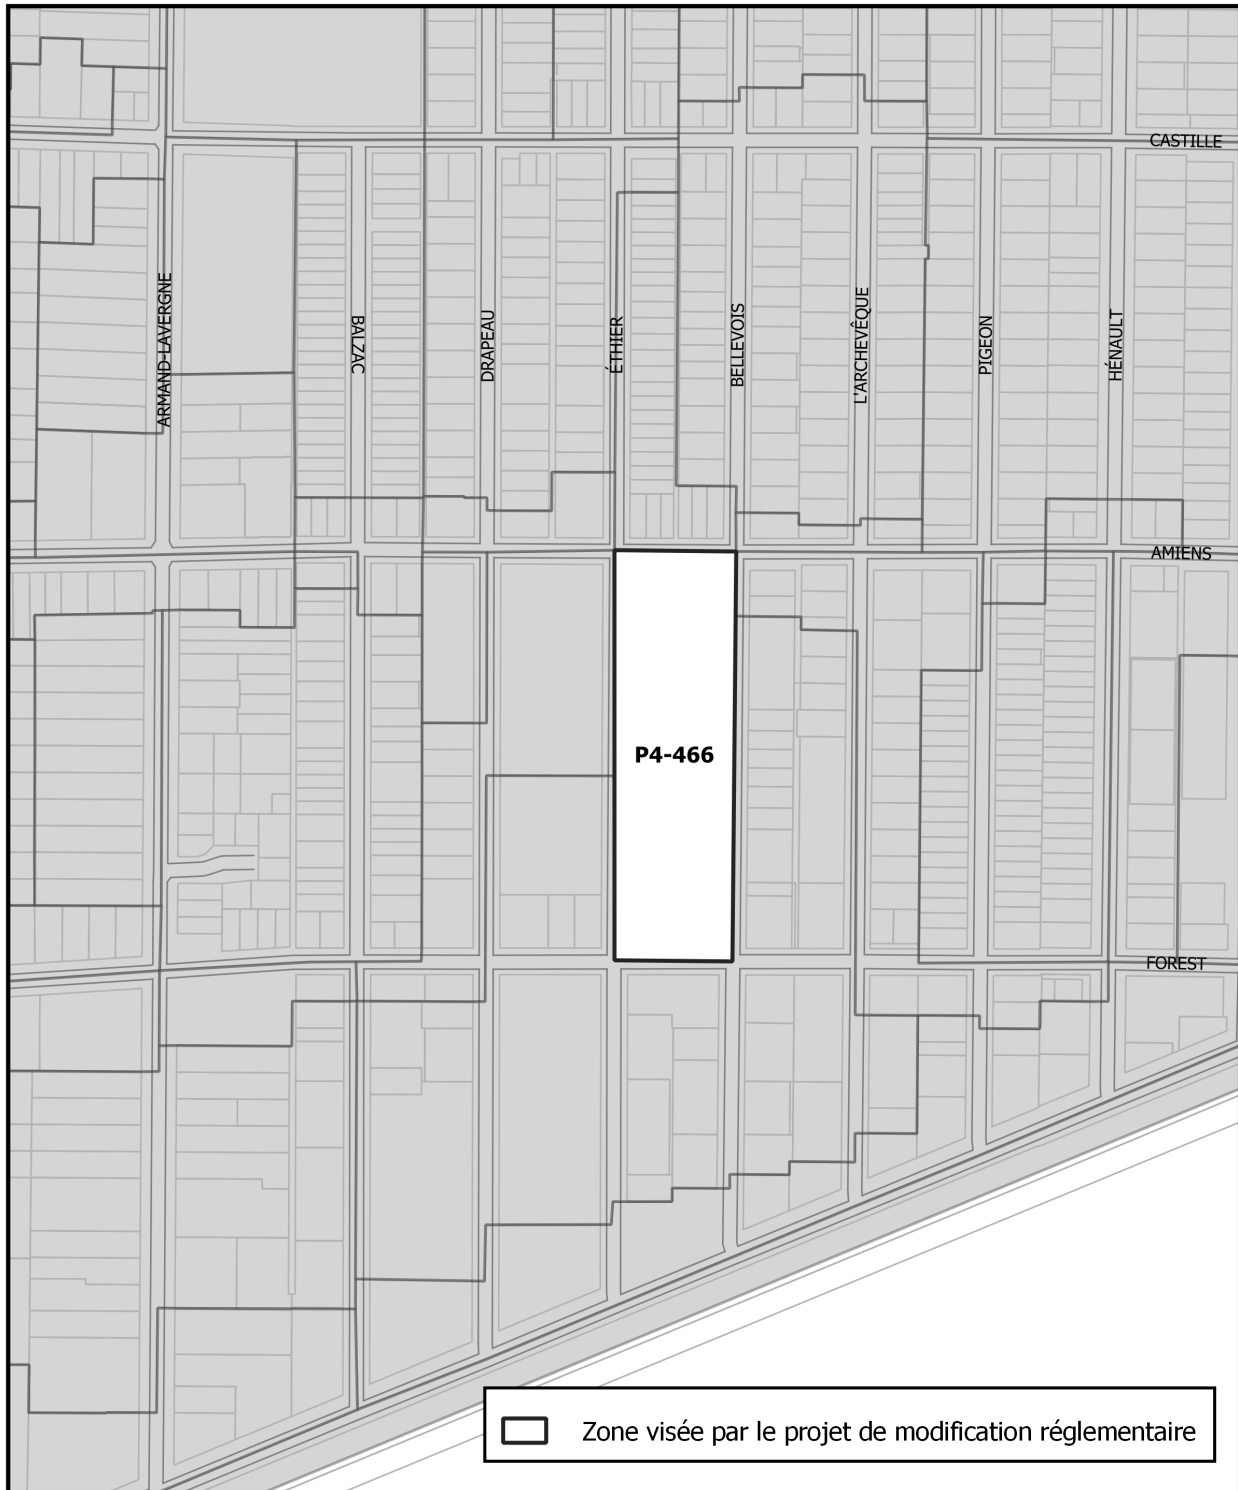 CASTILLE
ARMAND-LAVERGNE
BALZAC
DRAPEAU
ÉTHIER
BELLEVOIS
L'ARCHEVÊQUE
PIGEON
HÉNAULT
AMIENS
P4-466
FOREST
Zone visée par le projet de modification réglementaire